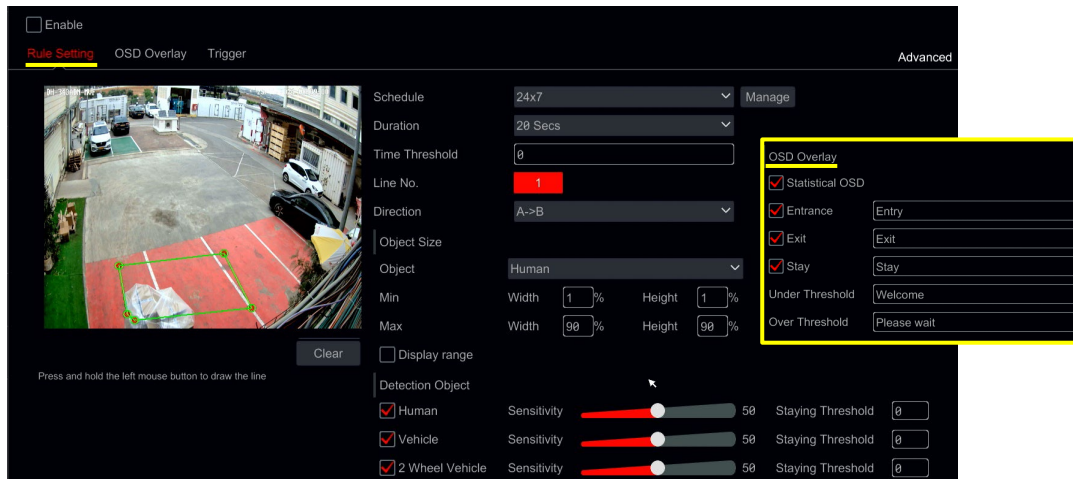 Enable
Rule Setting OSD Overlay Trigger
Advanced
Schedule 24x7 Manage
Duration 20 Secs
Time Threshold 0
Line No. 1
Direction A->B
Object Size
Object Human
Min Width 1 % Height 1 %
Max Width 90 % Height 90 %
Clear
Display range
Press and hold the left mouse button to draw the line
Detection Object
Human Sensitivity 50 Staying Threshold 0
Vehicle Sensitivity 50 Staying Threshold 0
2 Wheel Vehicle Sensitivity 50 Staying Threshold 0
OSD Overlay
Statistical OSD
Entrance Entry
Exit Exit
Stay Stay
Under Threshold Welcome
Over Threshold Please wait